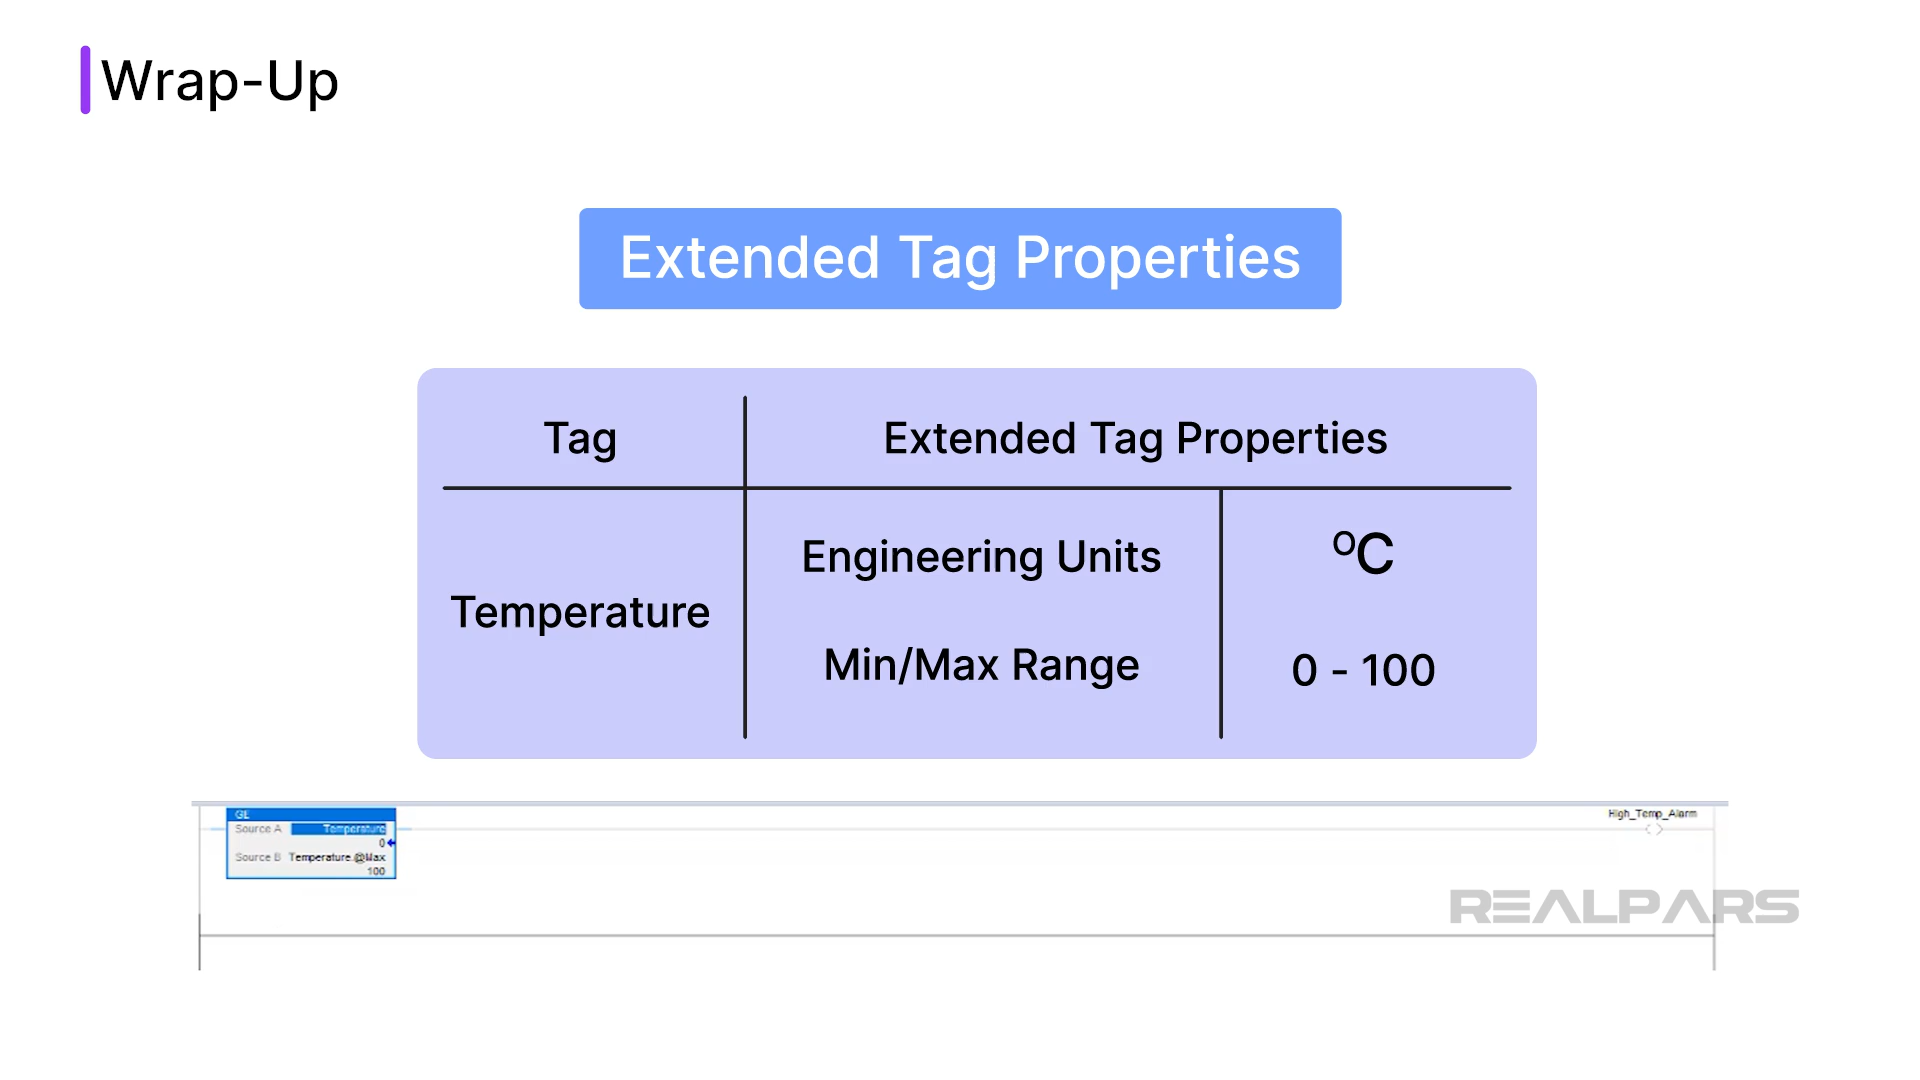 Wrap-Up
Extended Tag Properties
Tag Extended Tag Properties
Engineering Units ºC
Temperature
Min/Max Range 0 - 100
GE High_Temp_Alarm
Source A Temperature
0
Source B Temperature.@Max
100
REALPARS